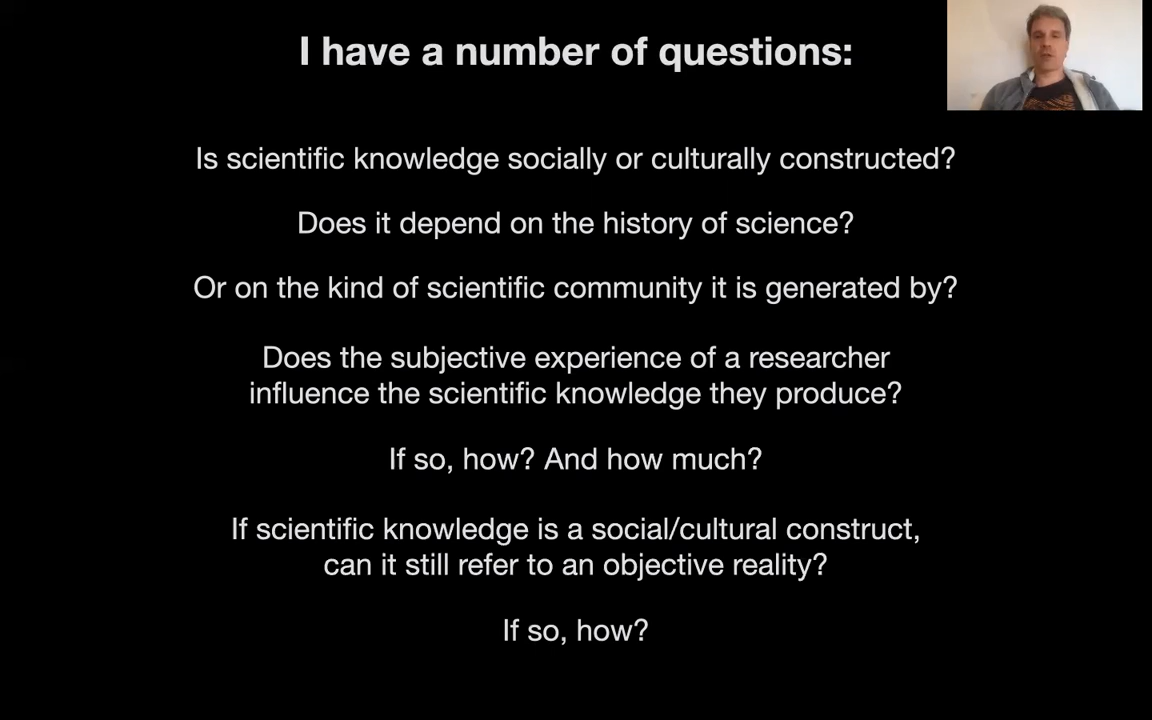 I have a number of questions:
Is scientific knowledge socially or culturally constructed?
Does it depend on the history of science?
Or on the kind of scientific community it is generated by?
Does the subjective experience of a researcher
influence the scientific knowledge they produce?
If so, how? And how much?
If scientific knowledge is a social/cultural construct,
can it still refer to an objective reality?
If so, how?